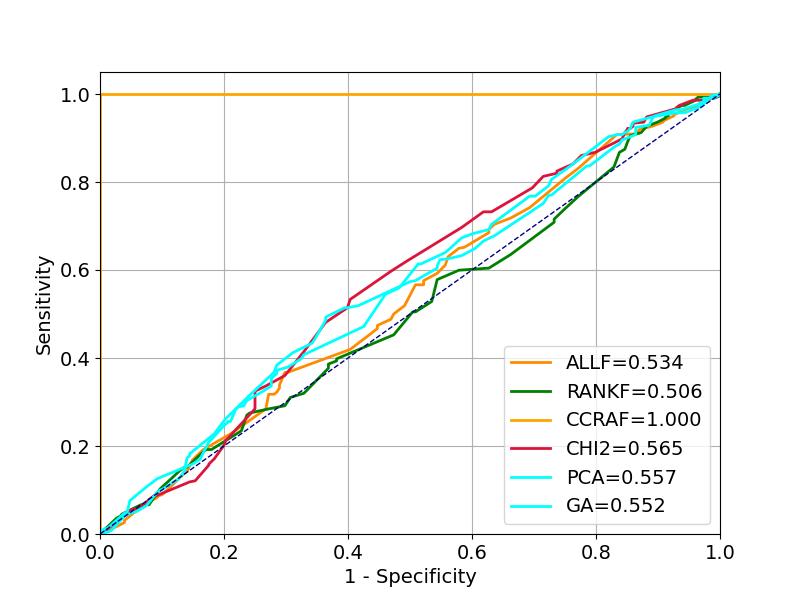 1.0
0.8
0.6
0.4
0.2
0.0
Sensitivity
ALLF=0.534
RANKF=0.506
CCRAF=1.000
CHI2=0.565
PCA=0.557
GA=0.552
0.0 0.2 0.4 0.6 0.8 1.0
1 - Specificity